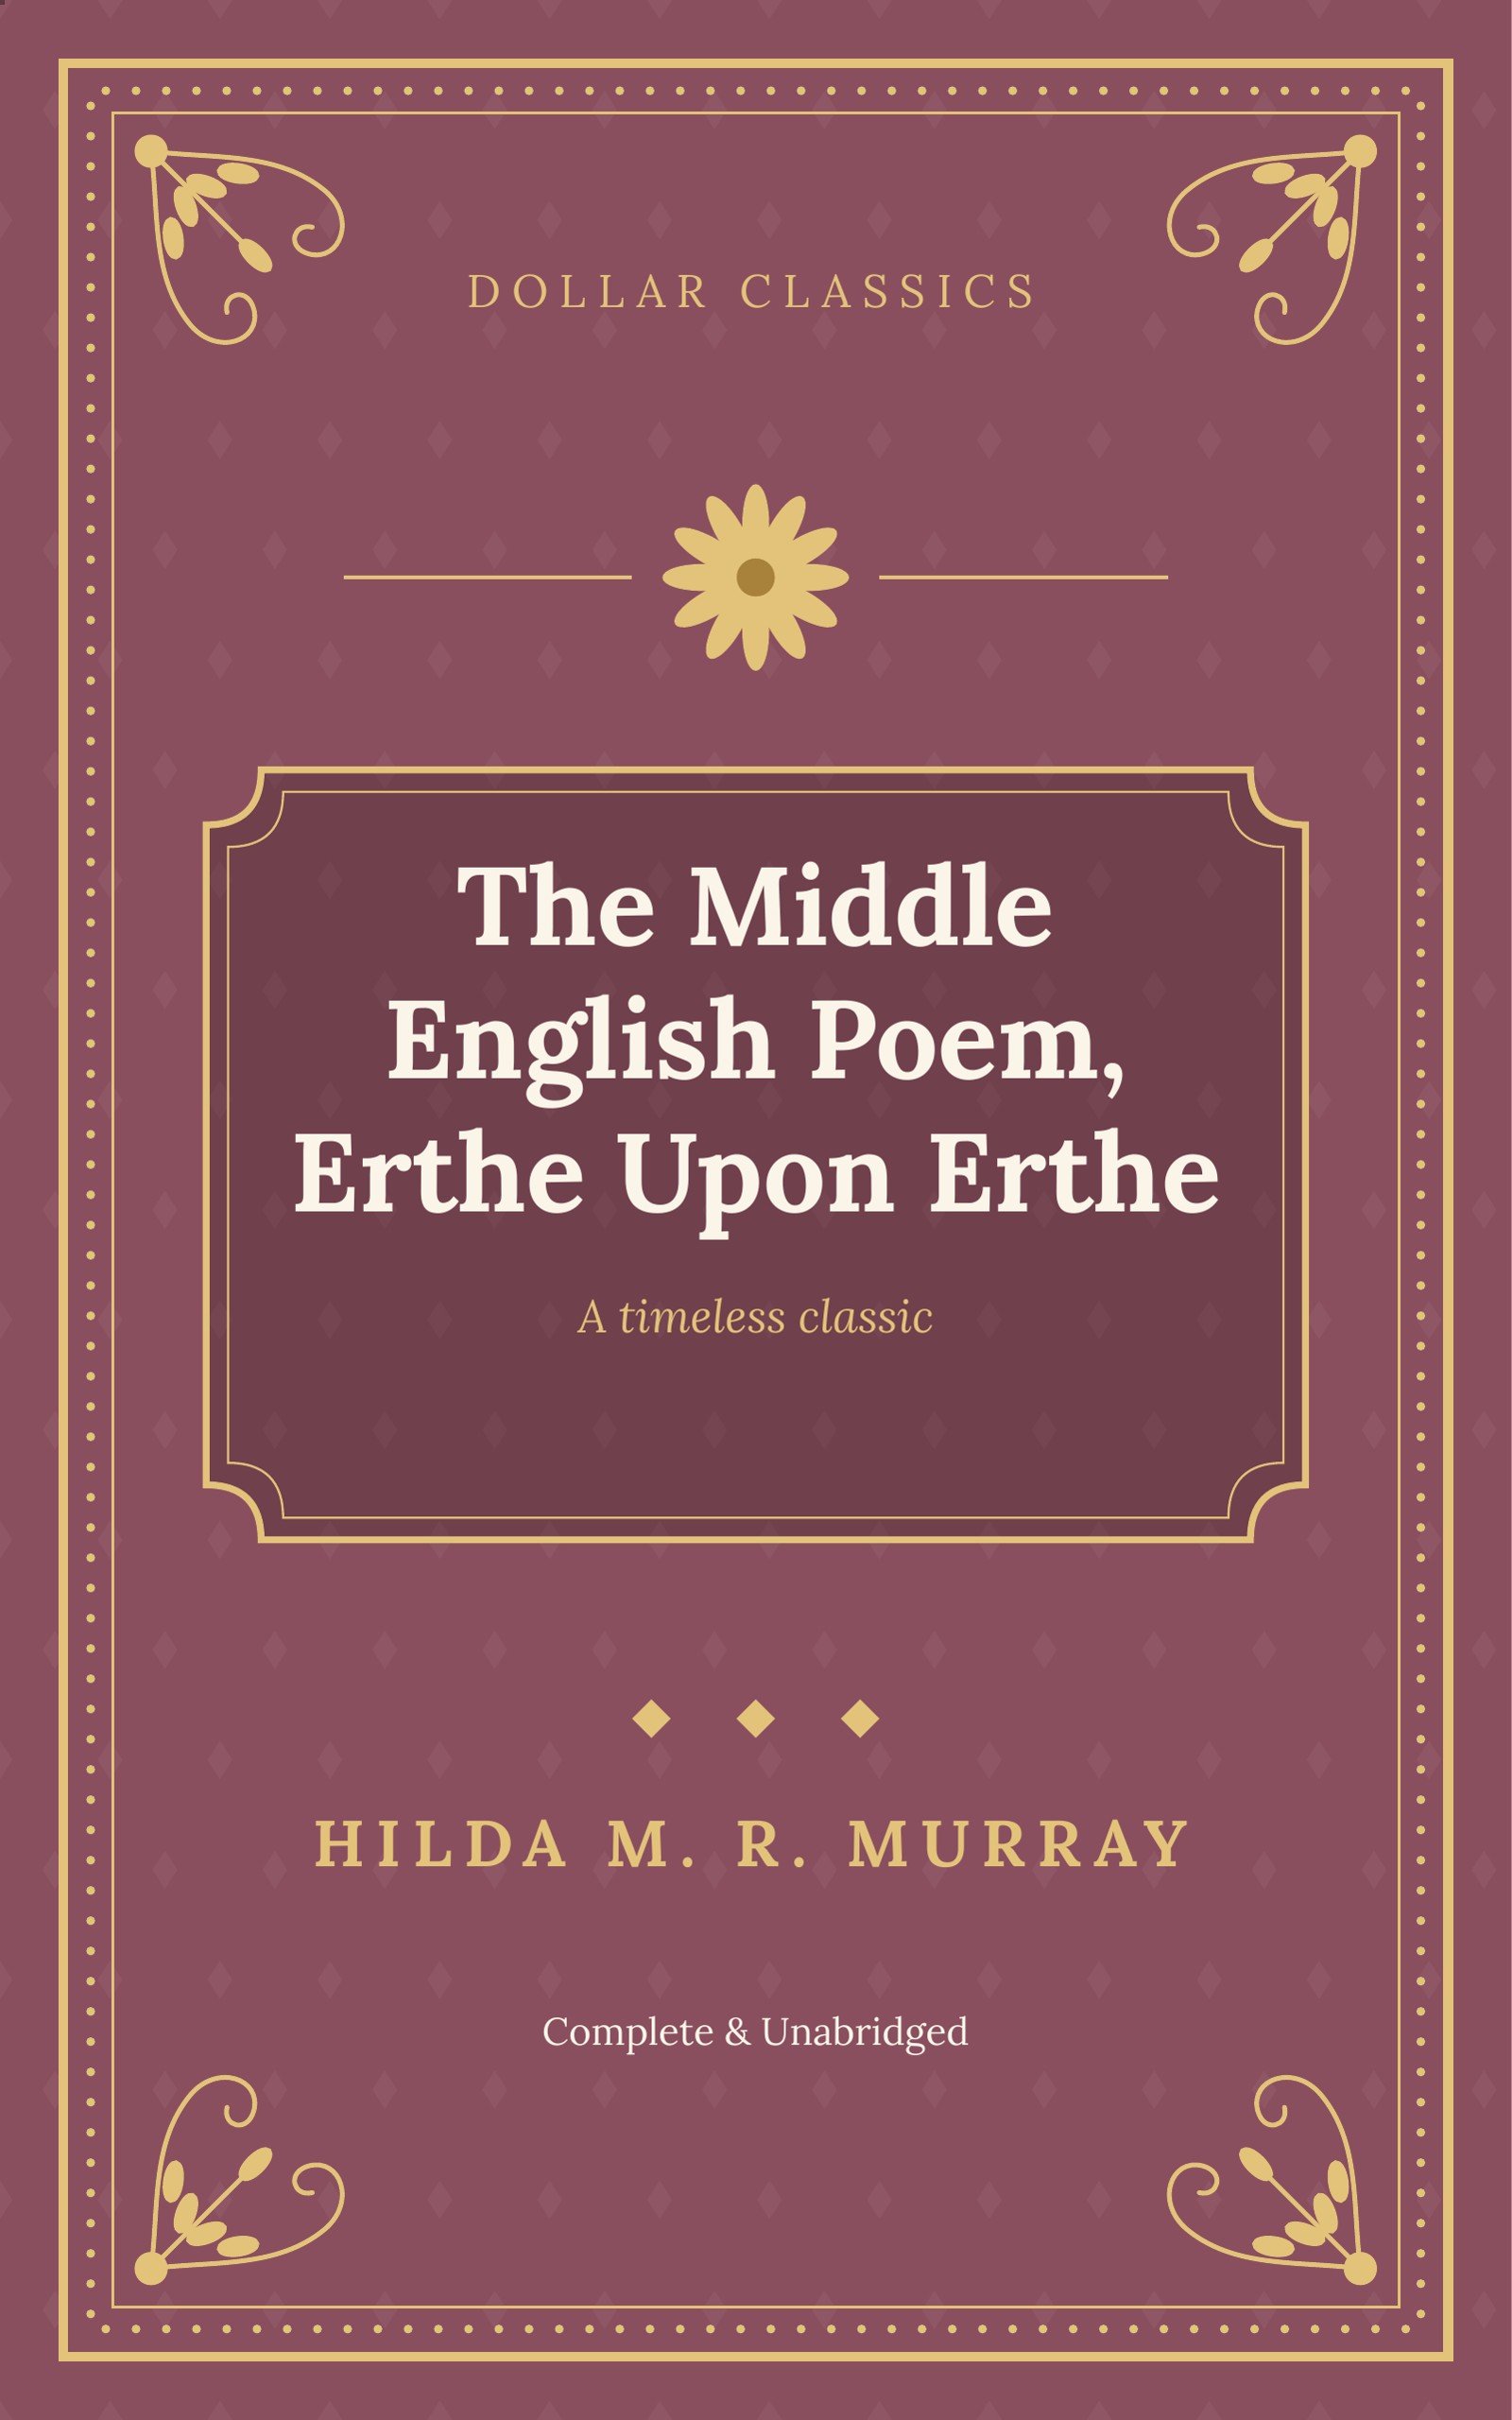 DOLLAR CLASSICS
The Middle
English Poem,
Erthe Upon Erthe
A timeless classic
HILDA M. R. MURRAY
Complete & Unabridged